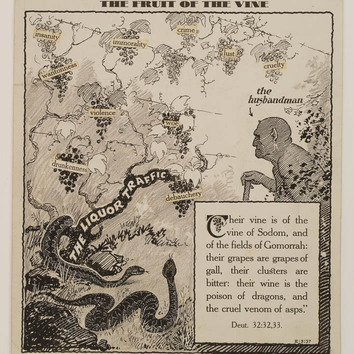 THE FRUIT OF THE VINE
crime
insanity
immorality
lust
wantonness
cruelty
the
husbandman
violence
woe
drunkenness
THE LIQUOR TRAFFIC
debauchery
Their vine is of the
vine of Sodom, and
of the fields of Gomorrah:
their grapes are grapes of
gall, their clusters are
bitter: their wine is the
poison of dragons, and
the cruel venom of asps."
Deut. 32:32,33.